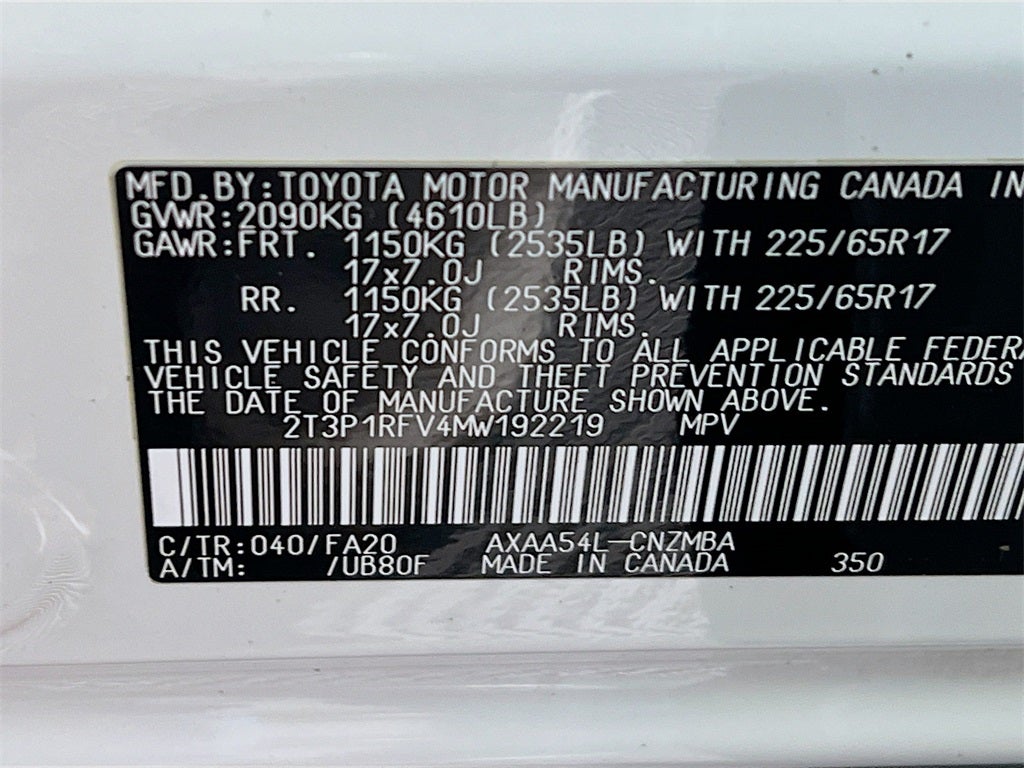 MFD.BY:TOYOTA MOTOR MANUFACTURING CANADA IN
GVWR:2090KG (4610LB)
GAWR:FRT. 1150KG (2535LB) WITH 225/65R17
17x7.0J RIMS.
RR. 1150KG (2535LB) WITH 225/65R17
17x7.0J RIMS.
THIS VEHICLE CONFORMS TO ALL APPLICABLE FEDERA
VEHICLE SAFETY AND THEFT PREVENTION STANDARDS
THE DATE OF MANUFACTURE SHOWN ABOVE.
2T3P1RFV4MW192219 MPV
C/TR:040/FA20 AXAA54L-CNZMBA
A/TM: /UB80F MADE IN CANADA 350